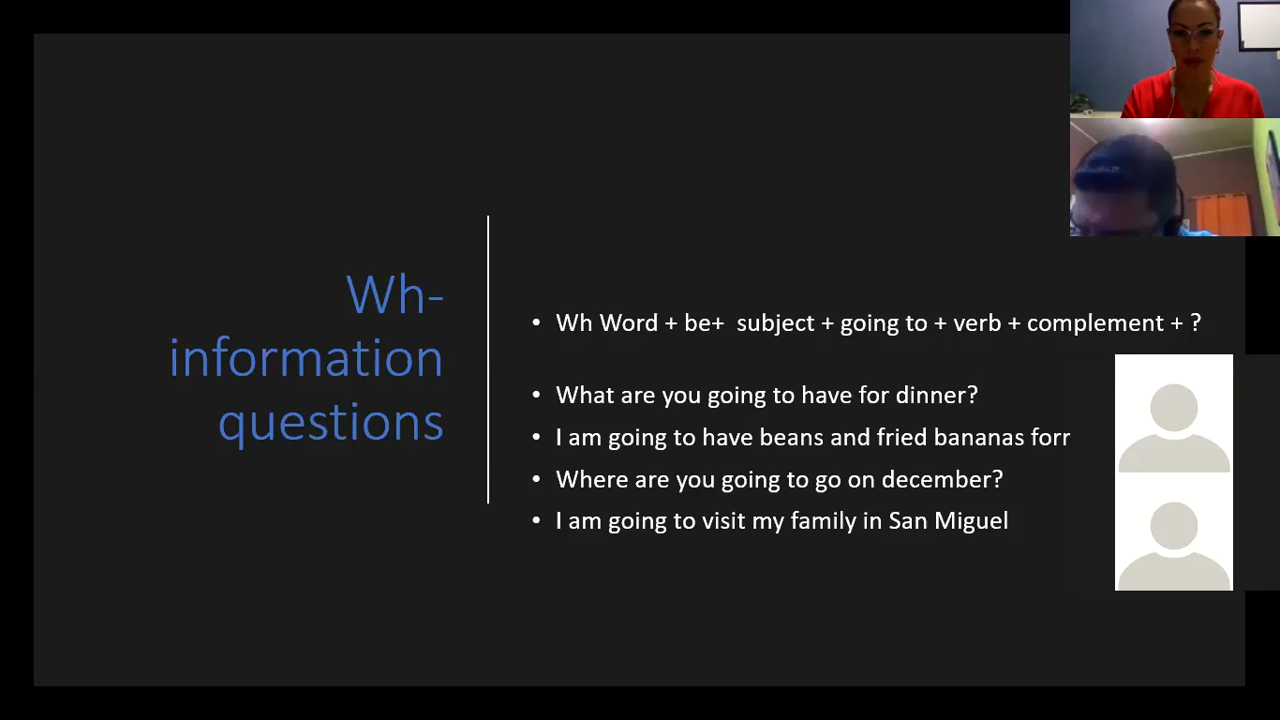 Wh-
information
questions
• Wh Word + be+  subject + going to + verb + complement + ?
• What are you going to have for dinner?
• I am going to have beans and fried bananas forr
• Where are you going to go on december?
• I am going to visit my family in San Miguel